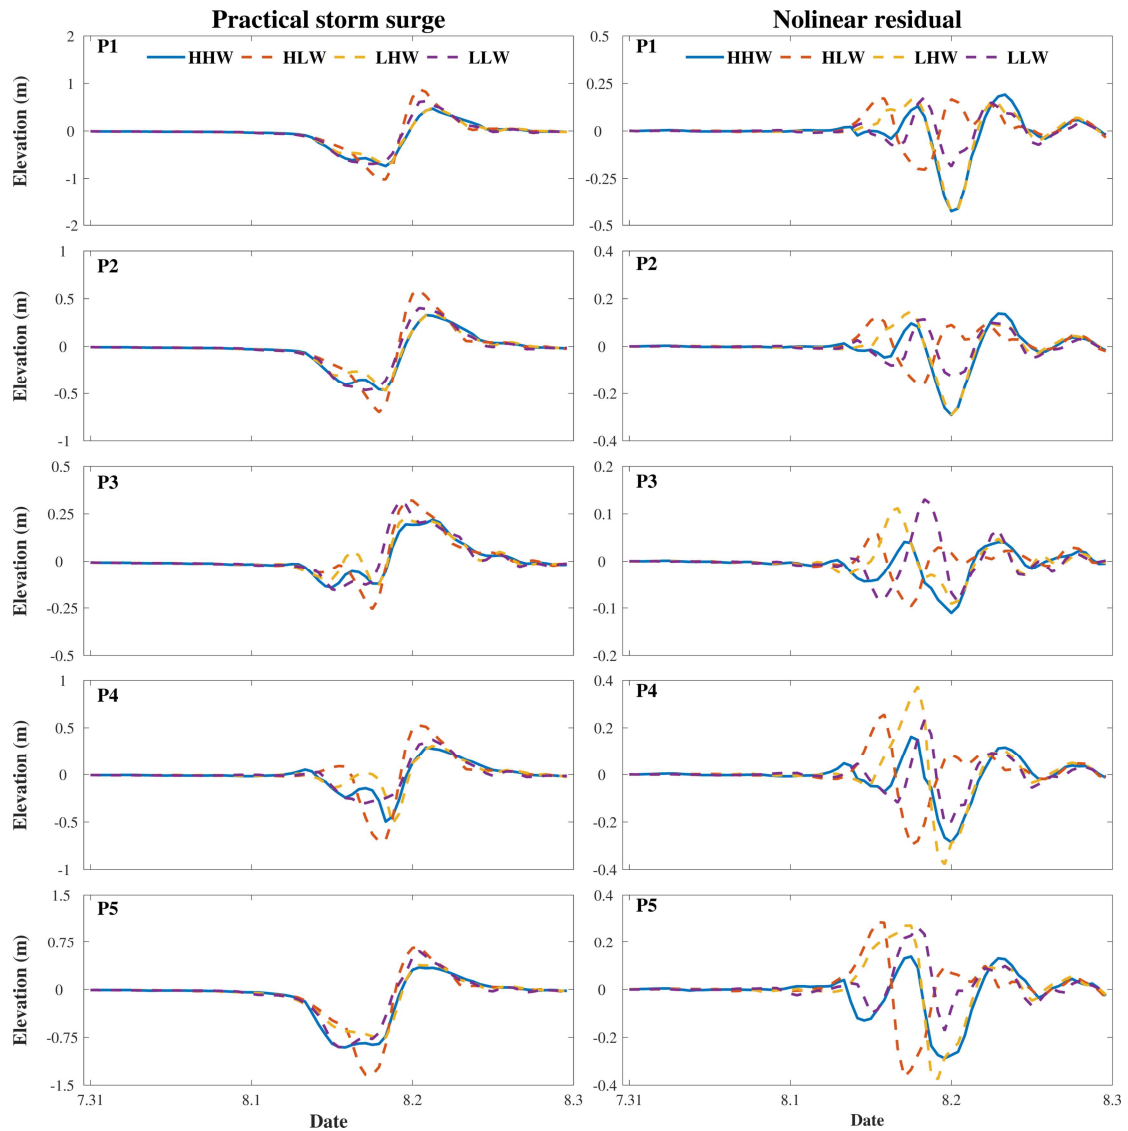 Practical storm surge
Nolinear residual
P1
HHW HLW LHW LLW
2
1
0
-1
-2
Elevation (m)
P1
HHW HLW LHW LLW
0.5
0.25
0
-0.25
-0.5
P2
1
0.5
0
-0.5
-1
Elevation (m)
P2
0.4
0.2
0
-0.2
-0.4
P3
0.5
0.25
0
-0.25
-0.5
Elevation (m)
P3
0.2
0.1
0
-0.1
-0.2
P4
1
0.5
0
-0.5
-1
Elevation (m)
P4
0.4
0.2
0
-0.2
-0.4
P5
1.5
0.75
0
-0.75
-1.5
Elevation (m)
7.31 8.1 8.2 8.3
Date
P5
0.4
0.2
0
-0.2
-0.4
7.31 8.1 8.2 8.3
Date